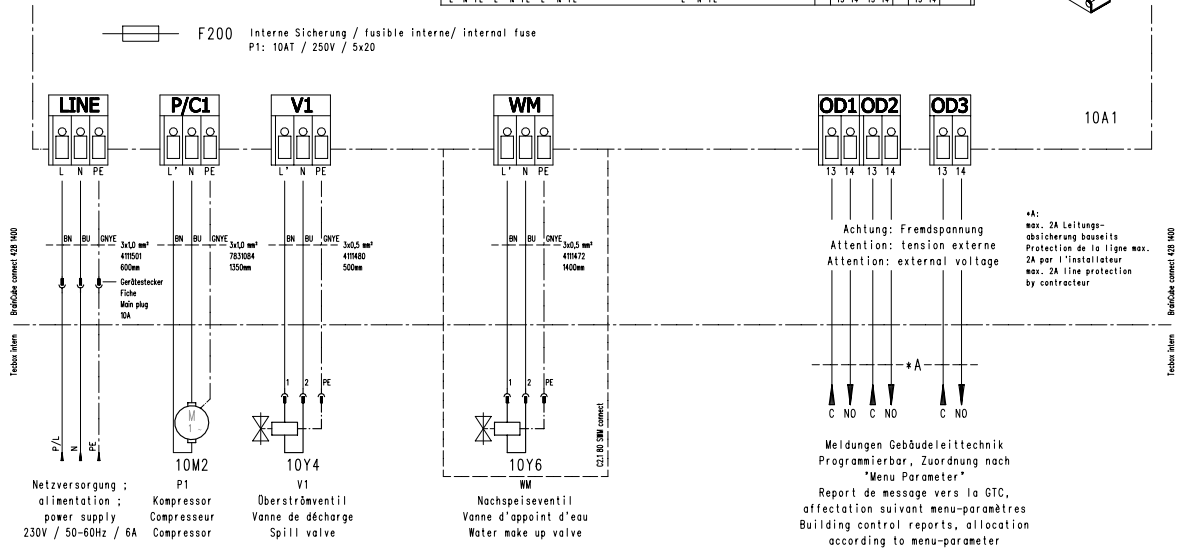 13 14 13 14 13 14
F200 Interne Sicherung / fusible interne/ internal fuse
P1: 10AT / 250V / 5x20
LINE P/C1 V1 WM OD1 OD2 OD3
10A1
L N PE L' N PE L' N PE L' N PE 13 14 13 14 13 14
BrainCube connect 428 1400
BN BU GNYE
3x1,0 mm²
4111501
600mm
Gerätestecker
Fiche
Main plug
10A
BN BU GNYE
3x1,0 mm²
7831084
1350mm
BN BU GNYE
3x0,5 mm²
4111480
500mm
BN BU GNYE
3x0,5 mm²
4111472
1400mm
Achtung: Fremdspannung
Attention: tension externe
Attention: external voltage
*A:
max. 2A Leitungs-
absicherung bauseits
Protection de la ligne max.
2A par l'installateur
max. 2A line protection
by contracteur
BrainCube connect 428 1400
Tecbox intern
Tecbox intern
*A
P/L N PE
M
1~
1 2 PE
1 2 PE
C NO C NO C NO
C2.1 80 SWM connect
Netzversorgung ;
alimentation ;
power supply
230V / 50-60Hz / 6A
10M2
P1
Kompressor
Compresseur
Compressor
10Y4
V1
Überströmventil
Vanne de décharge
Spill valve
10Y6
WM
Nachspeiseventil
Vanne d'appoint d'eau
Water make up valve
Meldungen Gebäudeleittechnik
Programmierbar, Zuordnung nach
"Menu Parameter"
Report de message vers la GTC,
affectation suivant menu-paramètres
Building control reports, allocation
according to menu-parameter